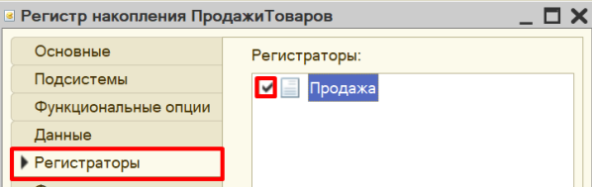 Регистр накопления ПродажиТоваров
Основные
Подсистемы
Функциональные опции
Данные
Регистраторы
Регистраторы:
Продажа